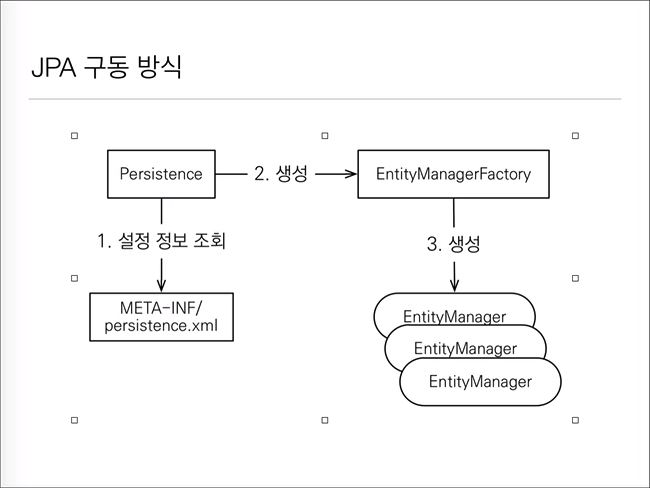 JPA 구동 방식
Persistence
2. 생성
EntityManagerFactory
1. 설정 정보 조회
3. 생성
META-INF/
persistence.xml
EntityManager
EntityManager
EntityManager